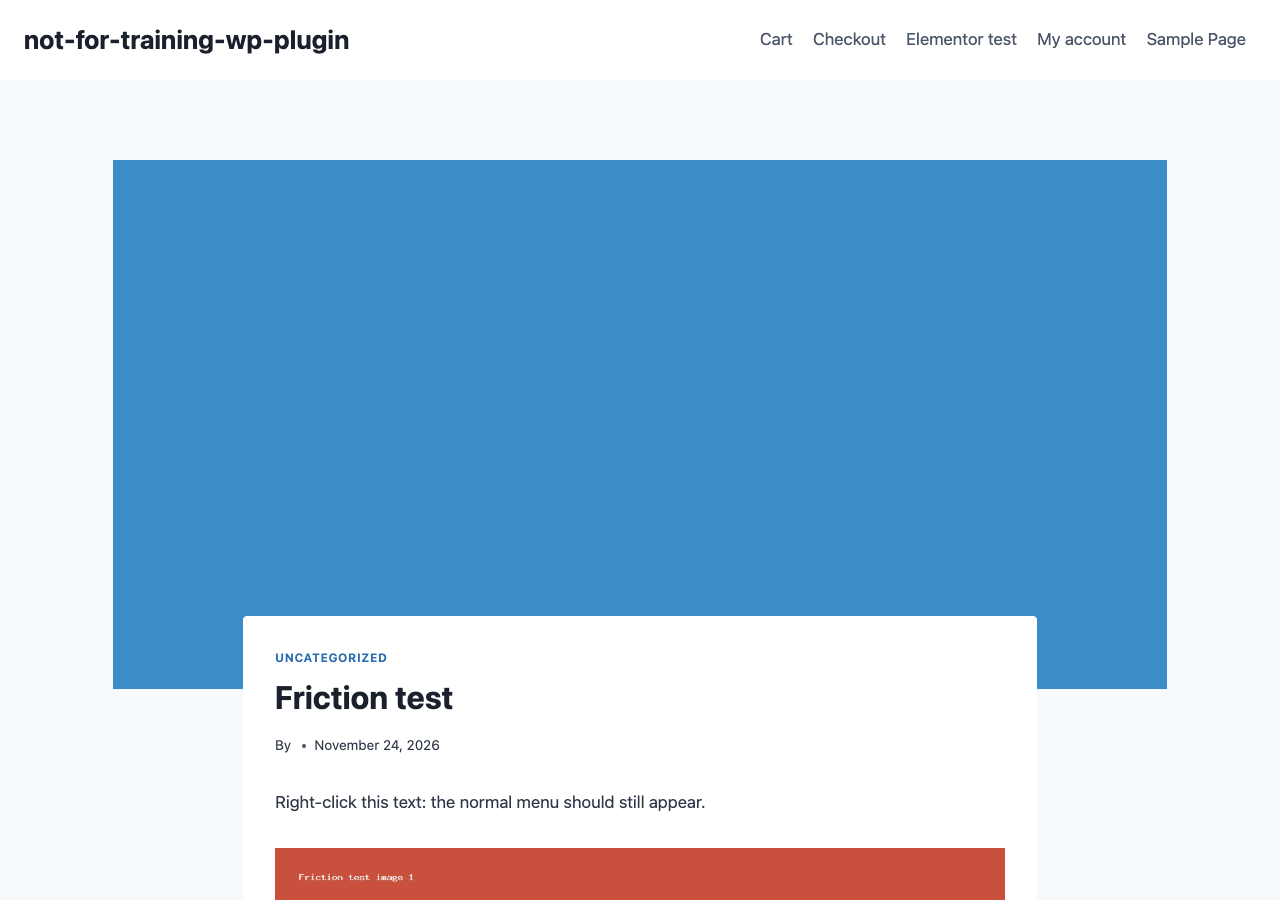 not-for-training-wp-plugin
Cart Checkout Elementor test My account Sample Page
UNCATEGORIZED
Friction test
By • November 24, 2026
Right-click this text: the normal menu should still appear.
Friction test image 1